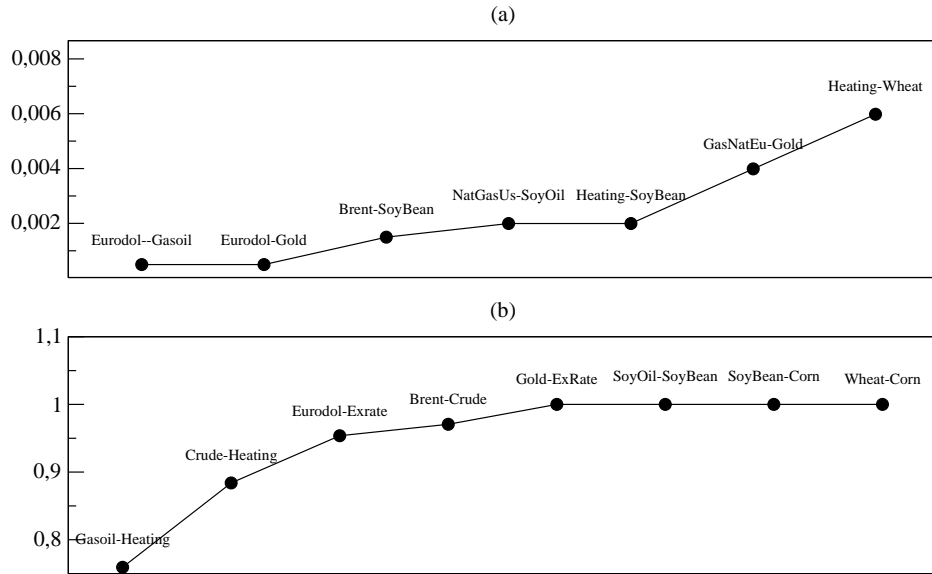 (a)
0,008
Heating-Wheat
0,006
GasNatEu-Gold
0,004
NatGasUs-SoyOil Heating-SoyBean
Brent-SoyBean
0,002
Eurodol--Gasoil Eurodol-Gold
(b)
1,1
Gold-ExRate SoyOil-SoyBean SoyBean-Corn Wheat-Corn
Brent-Crude
1
Eurodol-Exrate
Crude-Heating
0,9
Gasoil-Heating
0,8